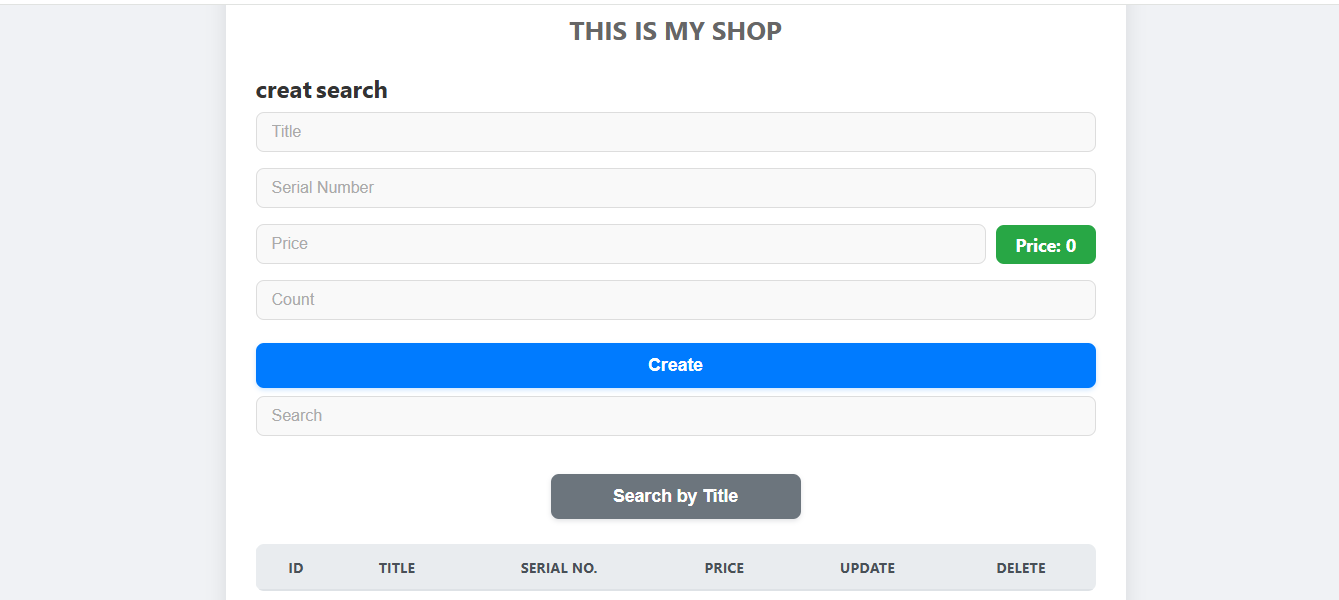 THIS IS MY SHOP
creat search
Title
Serial Number
Price
Price: 0
Count
Create
Search
Search by Title
ID TITLE SERIAL NO. PRICE UPDATE DELETE